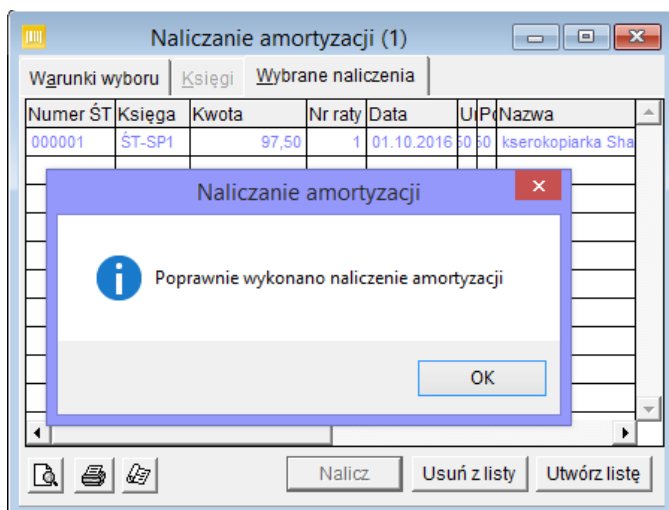 Naliczanie amortyzacji (1)
Warunki wyboru Księgi Wybrane naliczenia
Numer ŚT Księga Kwota Nr raty Data Nazwa
000001 ŚT-SP1 97,50 1 01.10.2016 kserokopiarka Sha
Naliczanie amortyzacji
Poprawnie wykonano naliczenie amortyzacji
OK
Nalicz Usuń z listy Utwórz listę